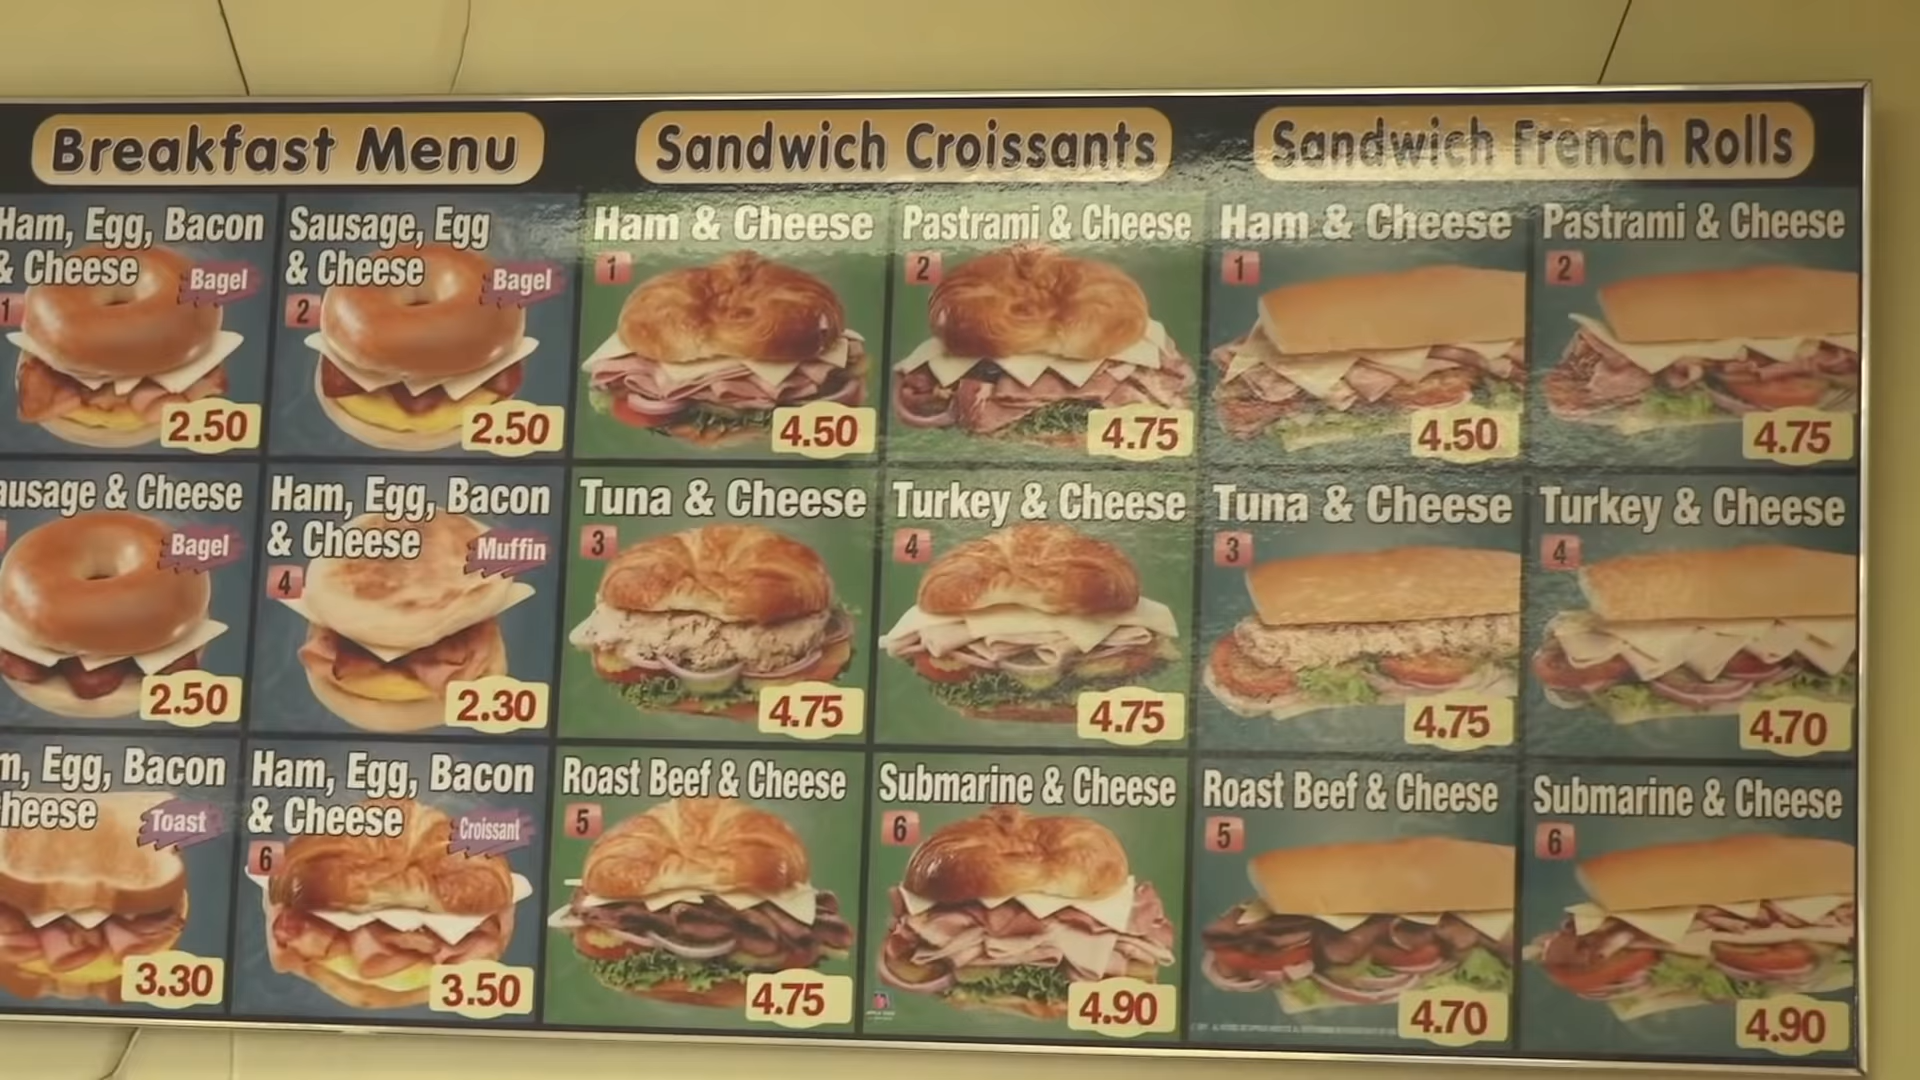 Breakfast Menu
Ham, Egg, Bacon
& Cheese
Bagel
1
2.50
Sausage, Egg
& Cheese
Bagel
2
2.50
ausage & Cheese
Bagel
2.50
Ham, Egg, Bacon
& Cheese
Muffin
4
2.30
m, Egg, Bacon
heese
Toast
3.30
Ham, Egg, Bacon
& Cheese
Croissant
6
3.50
Sandwich Croissants
Ham & Cheese
1
4.50
Pastrami & Cheese
2
4.75
Tuna & Cheese
3
4.75
Turkey & Cheese
4
4.75
Roast Beef & Cheese
5
4.75
Submarine & Cheese
6
4.90
Sandwich French Rolls
Ham & Cheese
1
4.50
Pastrami & Cheese
2
4.75
Tuna & Cheese
3
4.75
Turkey & Cheese
4
4.70
Roast Beef & Cheese
5
4.70
Submarine & Cheese
6
4.90